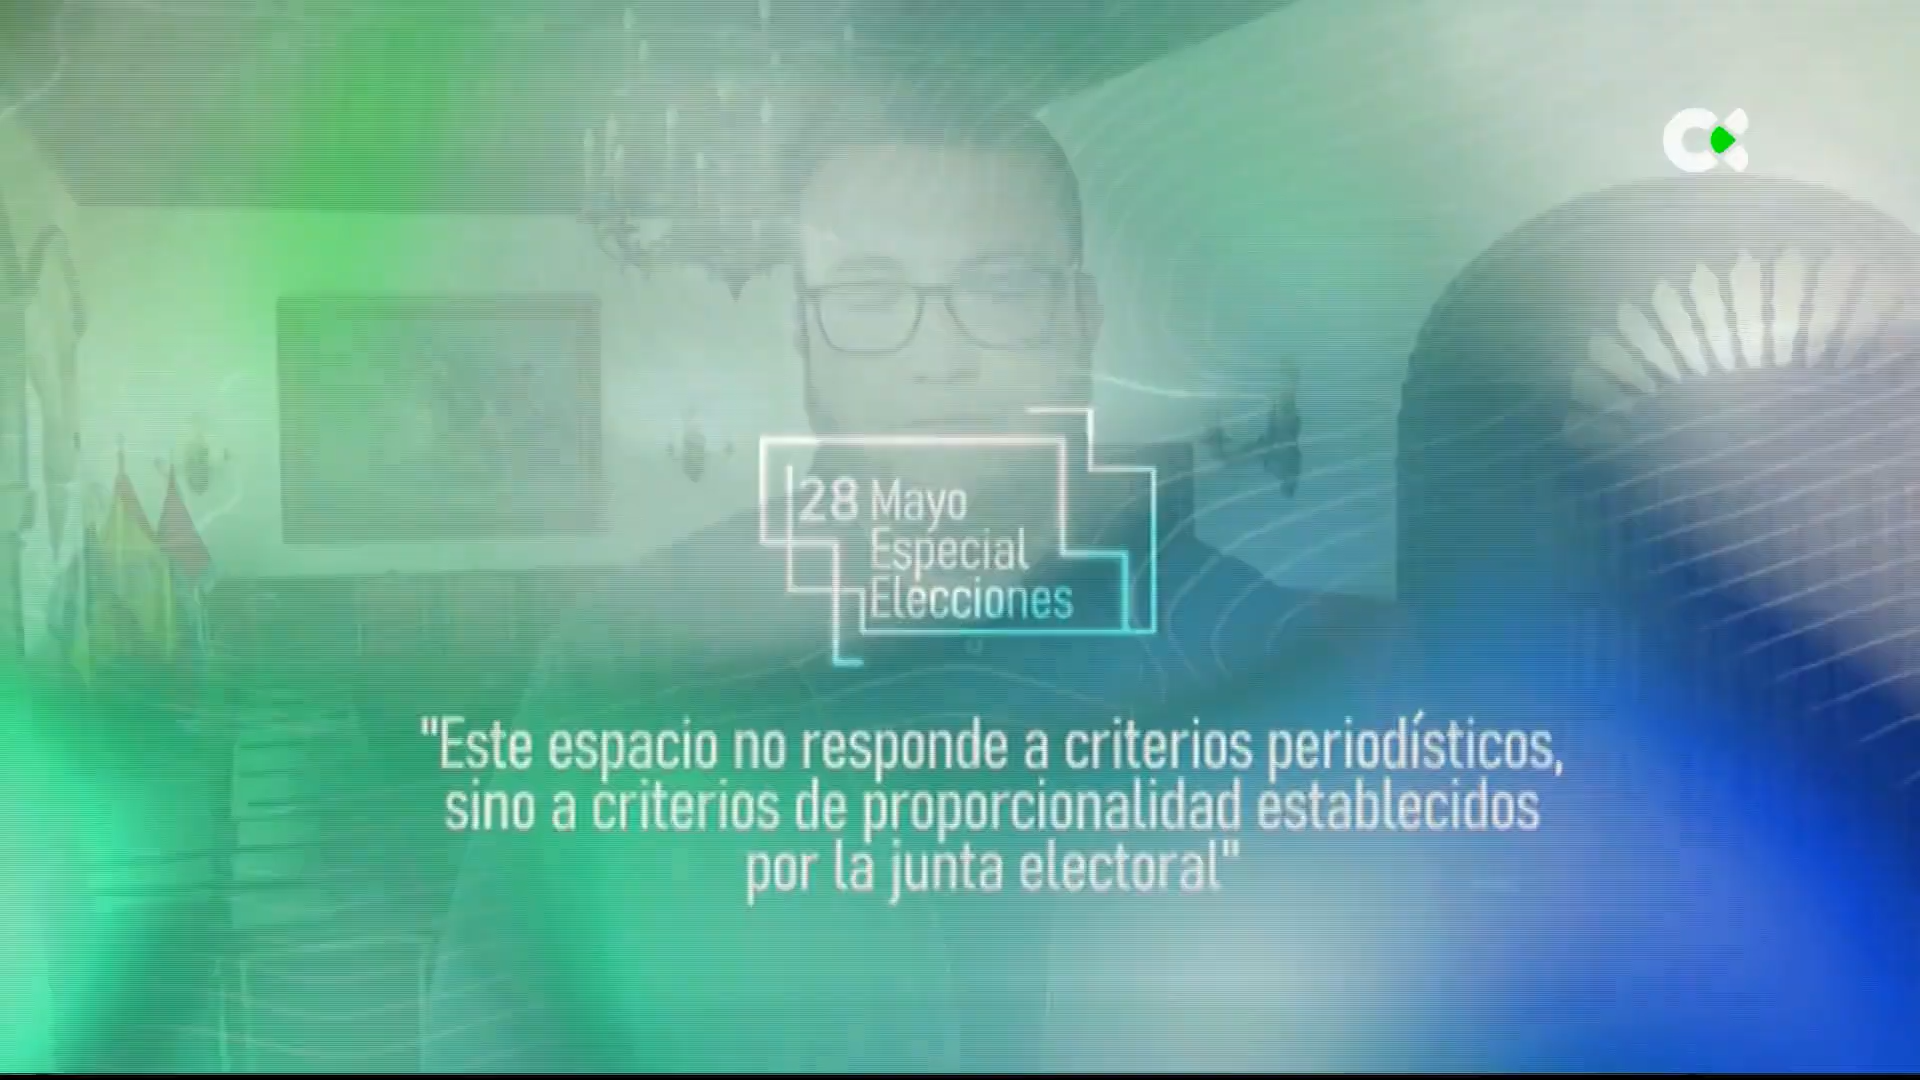 28 Mayo
Especial
Elecciones
"Este espacio no responde a criterios periodísticos,
sino a criterios de proporcionalidad establecidos
por la junta electoral"